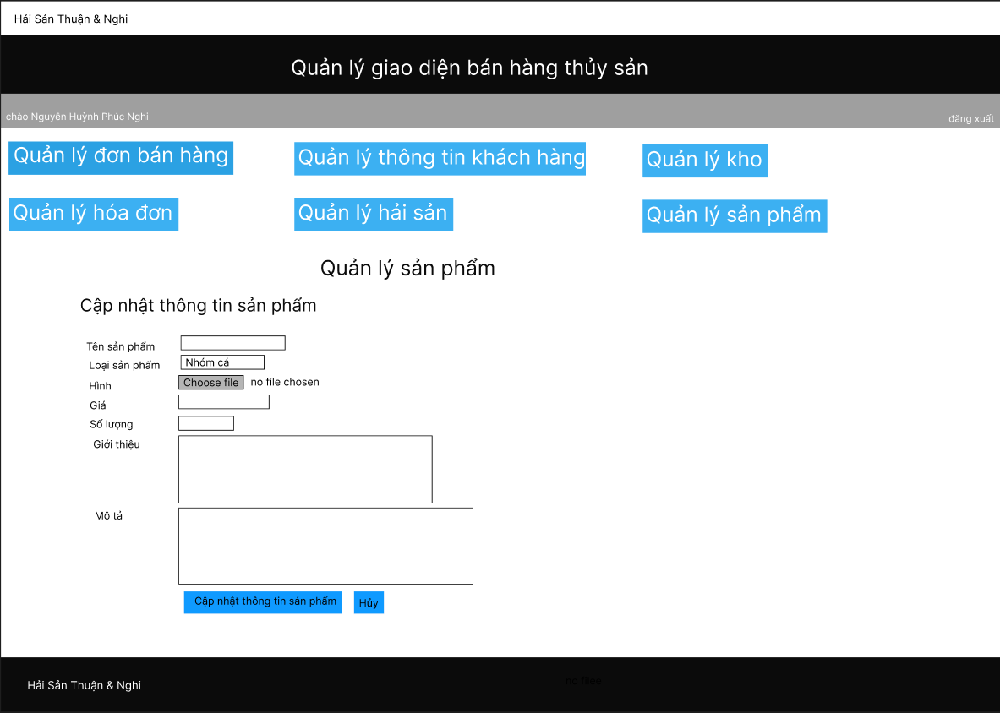 Hải Sản Thuận & Nghi
Quản lý giao diện bán hàng thủy sản
chào Nguyễn Huỳnh Phúc Nghi
đăng xuất
Quản lý đơn bán hàng
Quản lý thông tin khách hàng
Quản lý kho
Quản lý hóa đơn
Quản lý hải sản
Quản lý sản phẩm
Quản lý sản phẩm
Cập nhật thông tin sản phẩm
Tên sản phẩm
Loại sản phẩm
Nhóm cá
Hình
Choose file
no file chosen
Giá
Số lượng
Giới thiệu
Mô tả
Cập nhật thông tin sản phẩm
Hủy
Hải Sản Thuận & Nghi